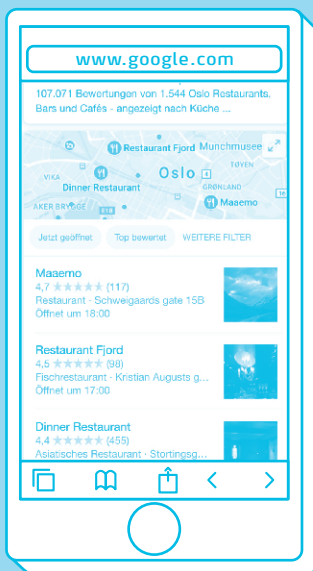 www.google.com
107.071 Bewertungen von 1.544 Oslo Restaurants,
Bars und Cafés - angezeigt nach Küche ...
Restaurant Fjord
Munchmuseet
TØYEN
Oslo
VIKA
Dinner Restaurant
GRØNLAND
Maaemo
AKER BRYGGE
Jetzt geöffnet
Top bewertet
WEITERE FILTER
Maaemo
4,7 ★★★★★ (117)
Restaurant · Schweigaards gate 15B
Öffnet um 18:00
Restaurant Fjord
4,5 ★★★★★ (98)
Fischrestaurant · Kristian Augusts g...
Öffnet um 17:00
Dinner Restaurant
4,4 ★★★★★ (455)
Asiatisches Restaurant · Stortingsg...